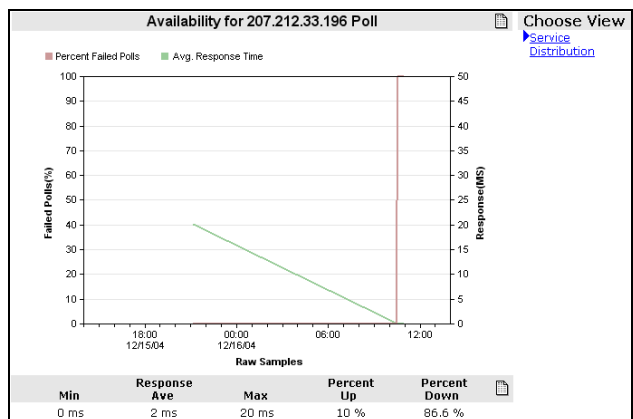 Availability for 207.212.33.196 Poll
Choose View
Service
Distribution
Percent Failed Polls
Avg. Response Time
100
90
80
70
60
50
40
30
20
10
0
Failed Polls(%)
50
45
40
35
30
25
20
15
10
5
0
Response(MS)
18:00
12/15/04
00:00
12/16/04
06:00
12:00
Raw Samples
Min
Response Ave
Max
Percent Up
Percent Down
0 ms
2 ms
20 ms
10 %
86.6 %